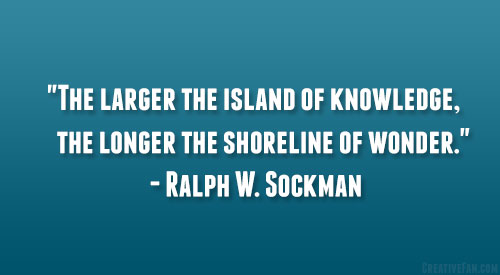 "The larger the island of knowledge,
the longer the shoreline of wonder."
- Ralph W. Sockman
CreativeFan.com